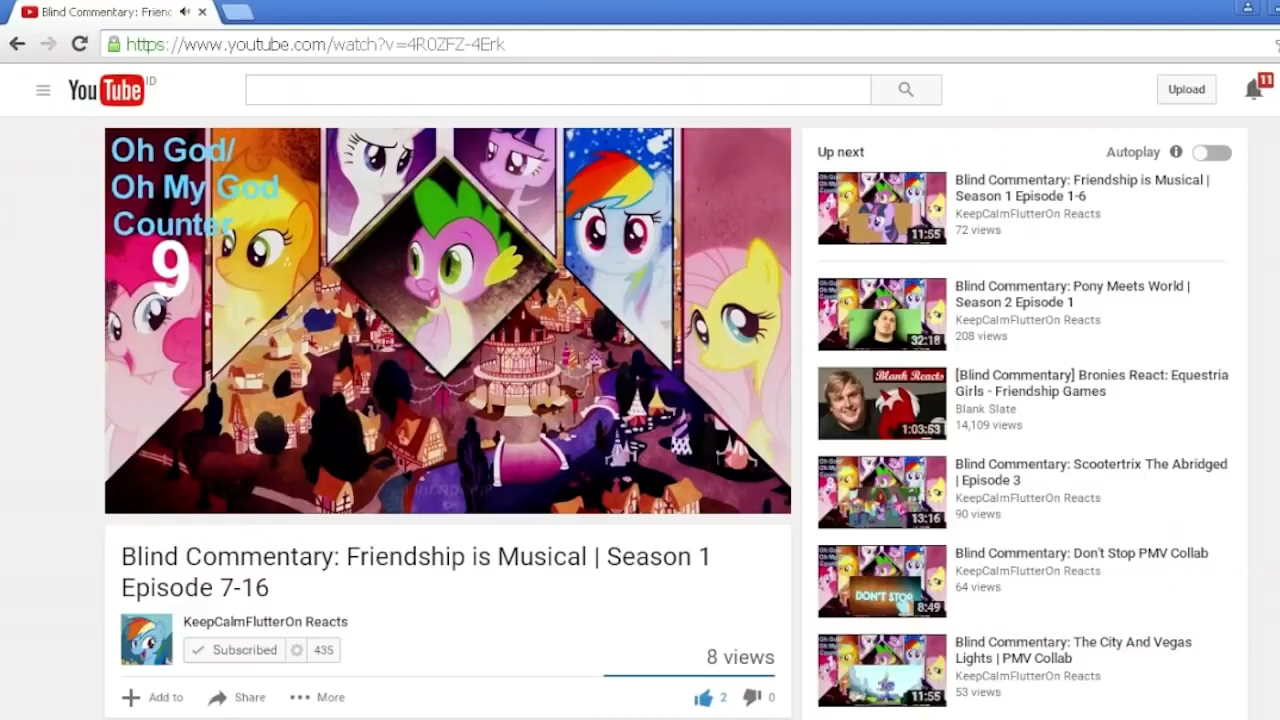 Blind Commentary: Frien
https://www.youtube.com/watch?v=4R0ZFZ-4Erk
YouTube ID
Upload
11
Oh God/
Oh My God
Counter
9
Blind Commentary: Friendship is Musical | Season 1
Episode 7-16
KeepCalmFlutterOn Reacts
Subscribed 435
8 views
Add to Share More 2 0
Up next Autoplay
Blind Commentary: Friendship is Musical |
Season 1 Episode 1-6
KeepCalmFlutterOn Reacts
72 views
11:55
Blind Commentary: Pony Meets World |
Season 2 Episode 1
KeepCalmFlutterOn Reacts
208 views
17
32:18
[Blind Commentary] Bronies React: Equestria
Girls - Friendship Games
Blank Slate
14,109 views
Blank Reacts
1:03:53
Blind Commentary: Scootertrix The Abridged
| Episode 3
KeepCalmFlutterOn Reacts
90 views
13:16
Blind Commentary: Don't Stop PMV Collab
KeepCalmFlutterOn Reacts
64 views
DON'T STOP
8:49
Blind Commentary: The City And Vegas
Lights | PMV Collab
KeepCalmFlutterOn Reacts
53 views
11:55